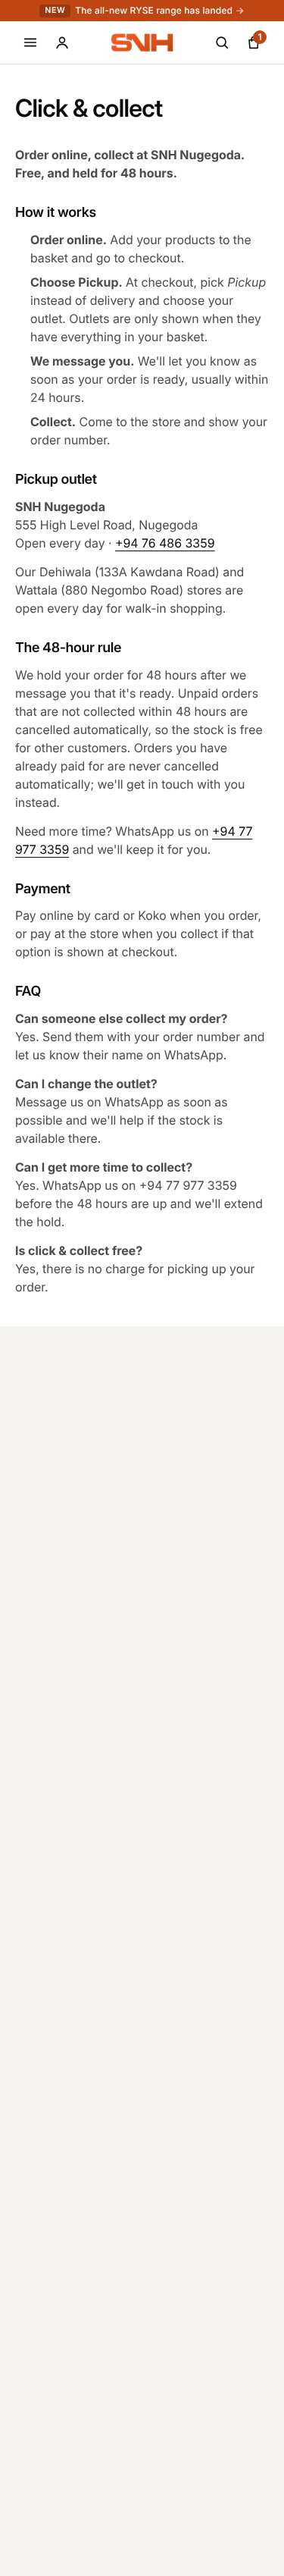 NEW The all-new RYSE range has landed →
SNH
1
Click & collect
Order online, collect at SNH Nugegoda.
Free, and held for 48 hours.
How it works
Order online. Add your products to the
basket and go to checkout.
Choose Pickup. At checkout, pick Pickup
instead of delivery and choose your
outlet. Outlets are only shown when they
have everything in your basket.
We message you. We'll let you know as
soon as your order is ready, usually within
24 hours.
Collect. Come to the store and show your
order number.
Pickup outlet
SNH Nugegoda
555 High Level Road, Nugegoda
Open every day · +94 76 486 3359
Our Dehiwala (133A Kawdana Road) and
Wattala (880 Negombo Road) stores are
open every day for walk-in shopping.
The 48-hour rule
We hold your order for 48 hours after we
message you that it's ready. Unpaid orders
that are not collected within 48 hours are
cancelled automatically, so the stock is free
for other customers. Orders you have
already paid for are never cancelled
automatically; we'll get in touch with you
instead.
Need more time? WhatsApp us on +94 77
977 3359 and we'll keep it for you.
Payment
Pay online by card or Koko when you order,
or pay at the store when you collect if that
option is shown at checkout.
FAQ
Can someone else collect my order?
Yes. Send them with your order number and
let us know their name on WhatsApp.
Can I change the outlet?
Message us on WhatsApp as soon as
possible and we'll help if the stock is
available there.
Can I get more time to collect?
Yes. WhatsApp us on +94 77 977 3359
before the 48 hours are up and we'll extend
the hold.
Is click & collect free?
Yes, there is no charge for picking up your
order.